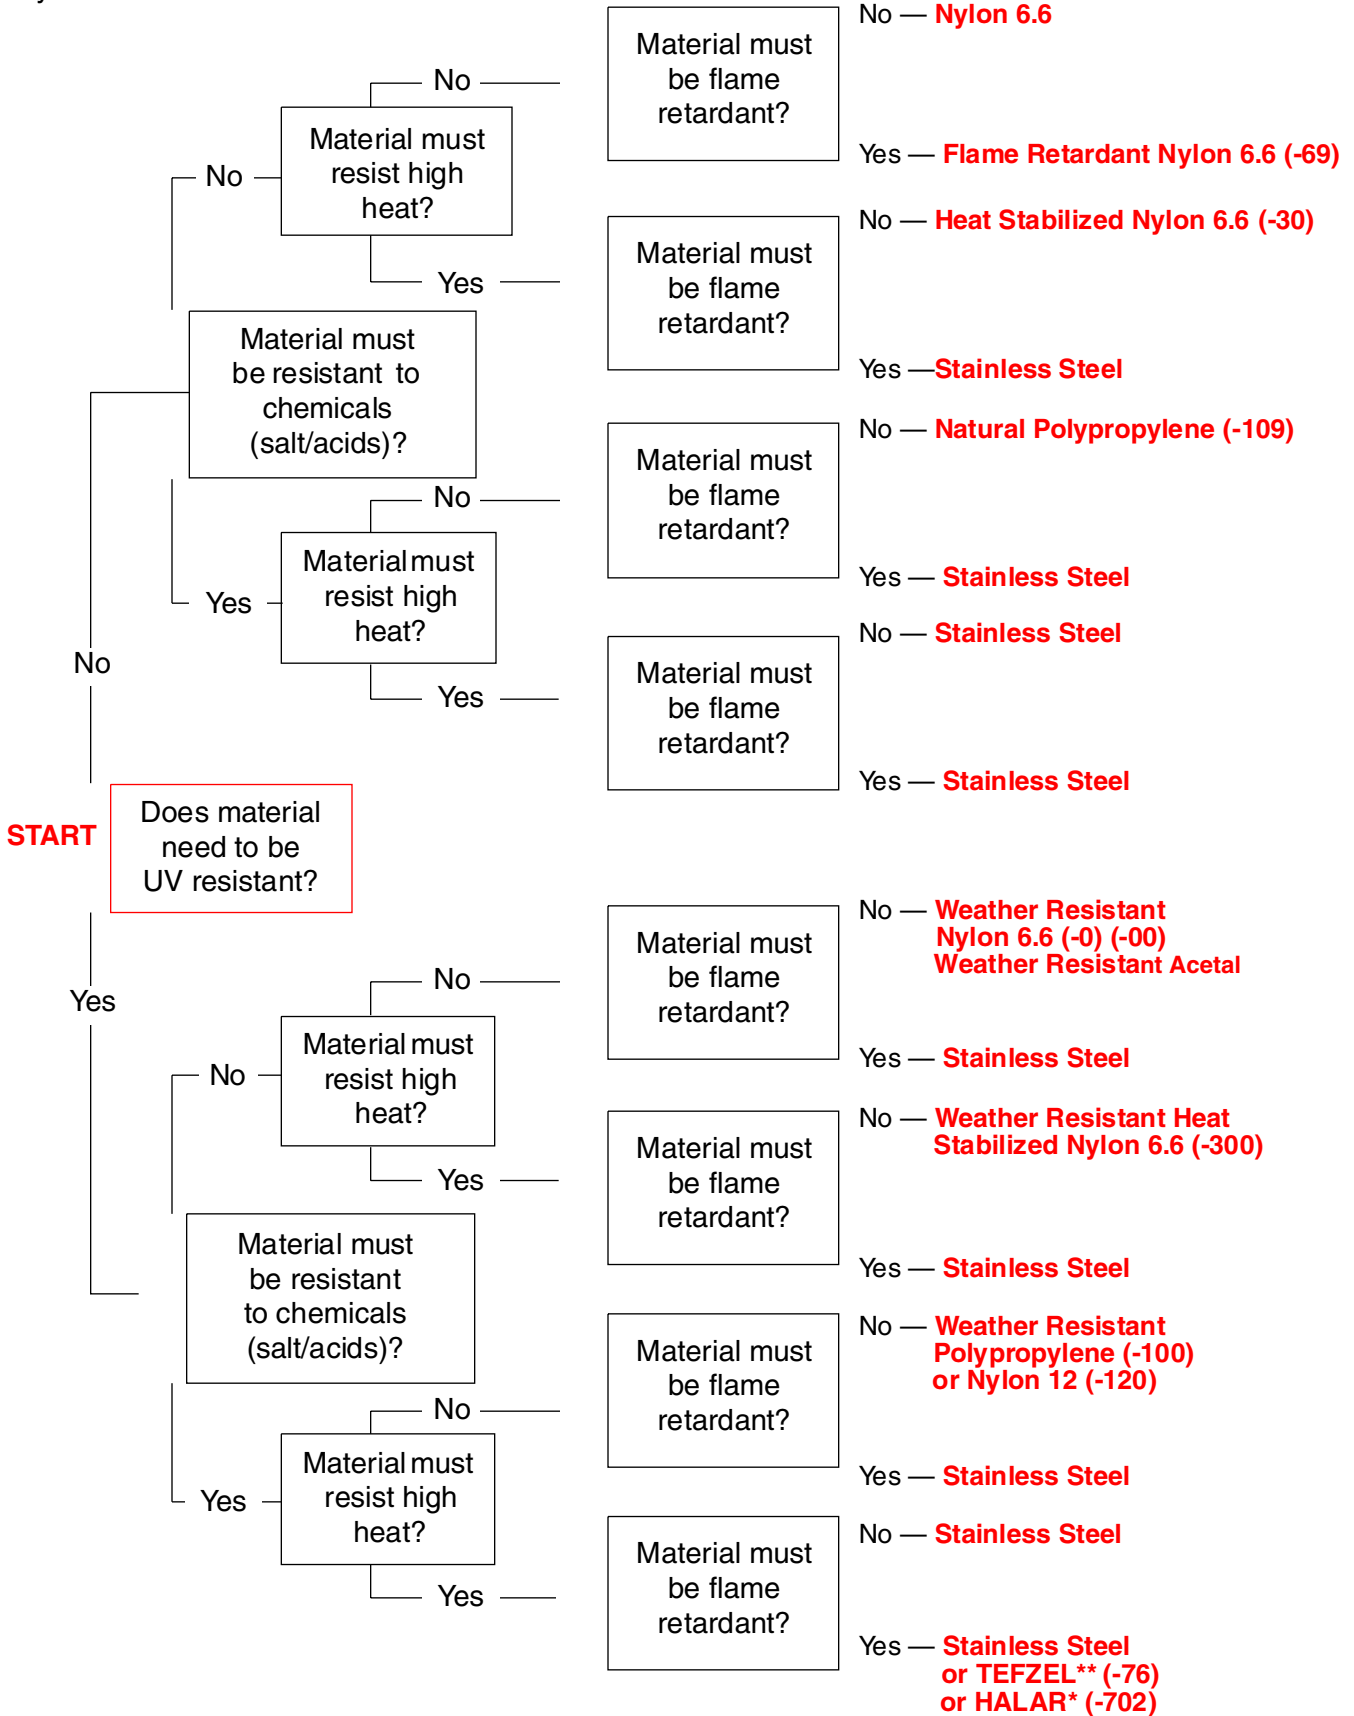 No — Nylon 6.6
Material must
be flame
retardant?
Yes — Flame Retardant Nylon 6.6 (-69)
No
Material must
resist high
heat?
No
Yes
No — Heat Stabilized Nylon 6.6 (-30)
Material must
be flame
retardant?
Yes —Stainless Steel
Material must
be resistant to
chemicals
(salt/acids)?
No — Natural Polypropylene (-109)
Material must
be flame
retardant?
Yes — Stainless Steel
No
Material must
resist high
heat?
Yes
Yes
No — Stainless Steel
Material must
be flame
retardant?
Yes — Stainless Steel
No
START
Does material
need to be
UV resistant?
Yes
No — Weather Resistant
Nylon 6.6 (-0) (-00)
Weather Resistant Acetal
Material must
be flame
retardant?
Yes — Stainless Steel
No
Material must
resist high
heat?
No
Yes
No — Weather Resistant Heat
Stabilized Nylon 6.6 (-300)
Material must
be flame
retardant?
Yes — Stainless Steel
Material must
be resistant
to chemicals
(salt/acids)?
No — Weather Resistant
Polypropylene (-100)
or Nylon 12 (-120)
Material must
be flame
retardant?
Yes — Stainless Steel
No
Material must
resist high
heat?
Yes
Yes
No — Stainless Steel
Material must
be flame
retardant?
Yes — Stainless Steel
or TEFZEL** (-76)
or HALAR* (-702)